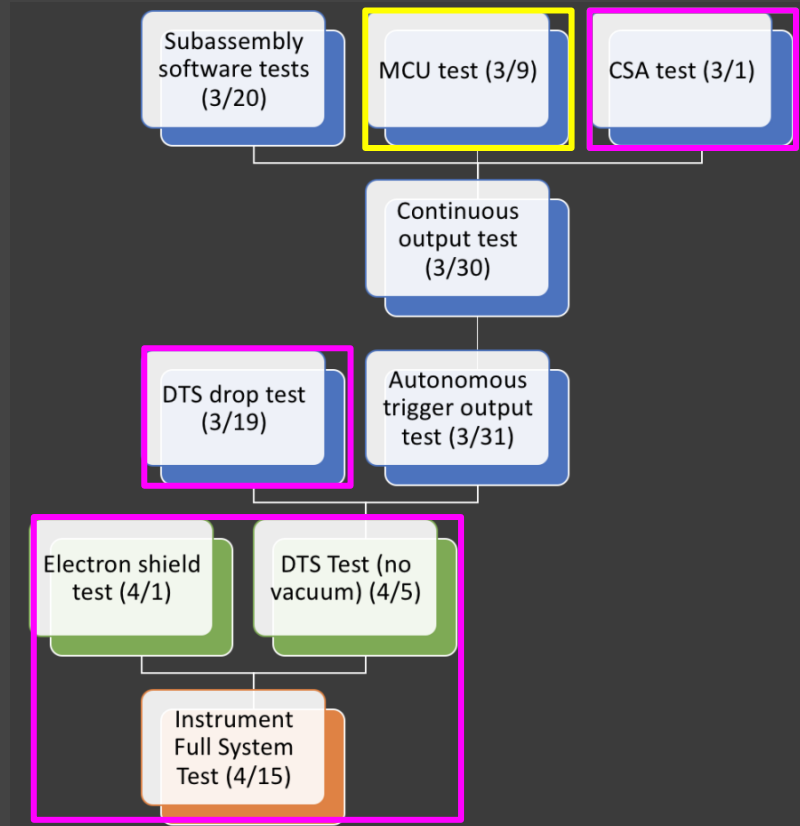 Subassembly
software tests
(3/20)
MCU test (3/9)
CSA test (3/1)
Continuous
output test
(3/30)
DTS drop test
(3/19)
Autonomous
trigger output
test (3/31)
Electron shield
test (4/1)
DTS Test (no
vacuum) (4/5)
Instrument
Full System
Test (4/15)